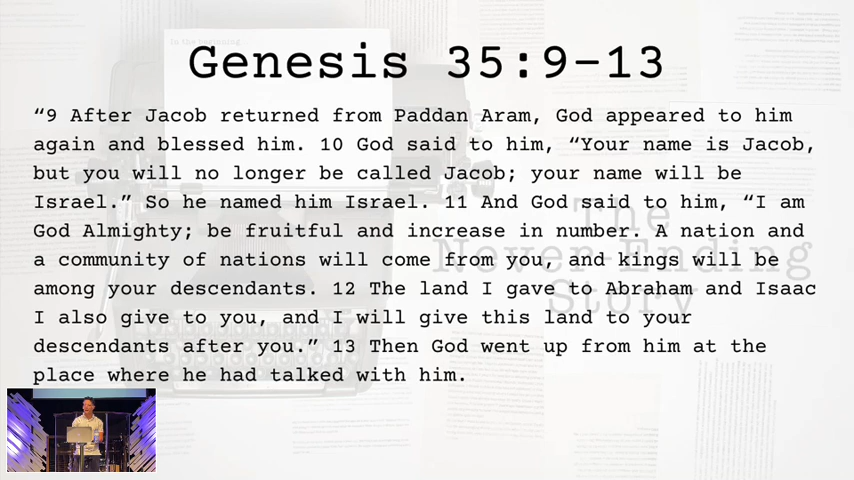 Genesis 35:9-13
“9 After Jacob returned from Paddan Aram, God appeared to him
again and blessed him. 10 God said to him, “Your name is Jacob,
but you will no longer be called Jacob; your name will be
Israel.” So he named him Israel. 11 And God said to him, “I am
God Almighty; be fruitful and increase in number. A nation and
a community of nations will come from you, and kings will be
among your descendants. 12 The land I gave to Abraham and Isaac
I also give to you, and I will give this land to your
descendants after you.” 13 Then God went up from him at the
place where he had talked with him.
The
Never-Ending
Story